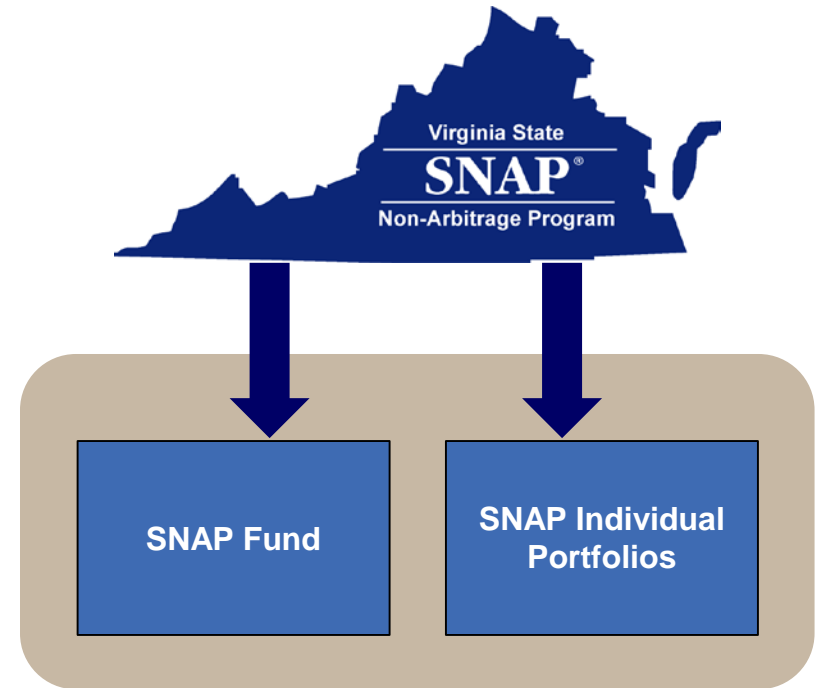 Virginia State
SNAP®
Non-Arbitrage Program
SNAP Fund
SNAP Individual
Portfolios